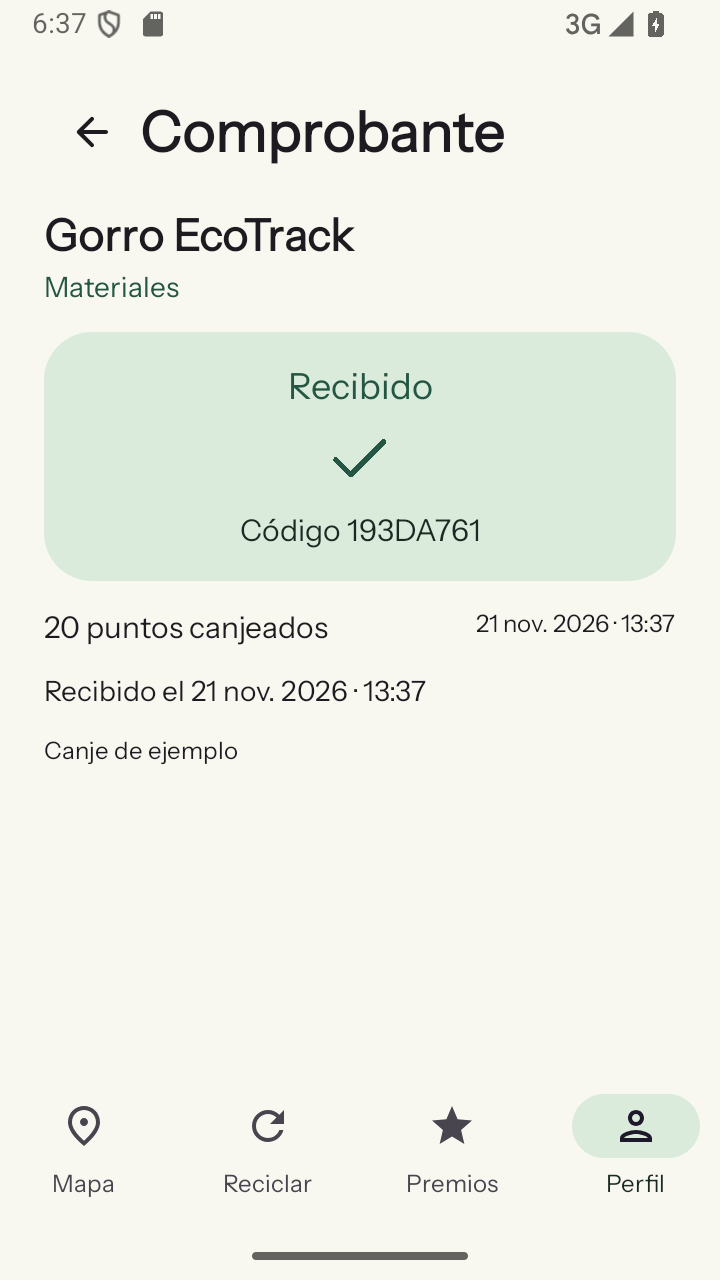 6:37
3G
Comprobante
Gorro EcoTrack
Materiales
Recibido
Código 193DA761
20 puntos canjeados
21 nov. 2026 · 13:37
Recibido el 21 nov. 2026 · 13:37
Canje de ejemplo
Mapa
Reciclar
Premios
Perfil